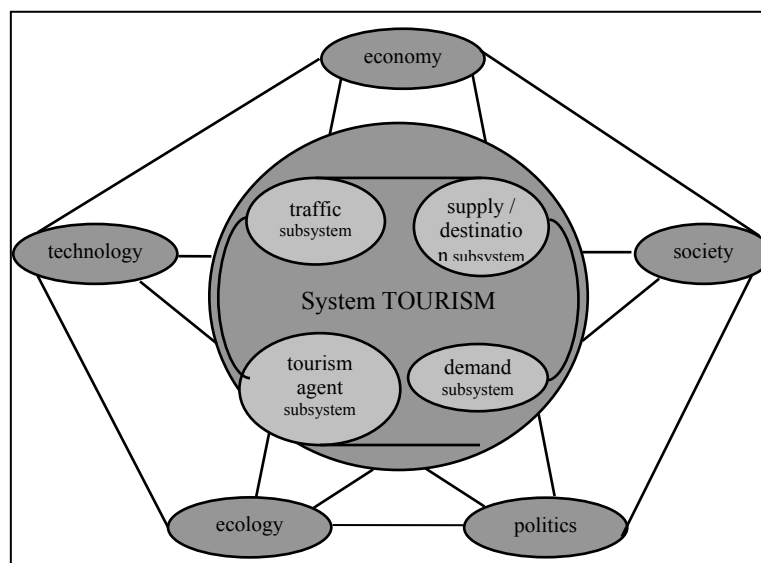 economy
traffic
subsystem
supply /
destinatio
n subsystem
technology
society
System TOURISM
tourism
agent
subsystem
demand
subsystem
ecology
politics